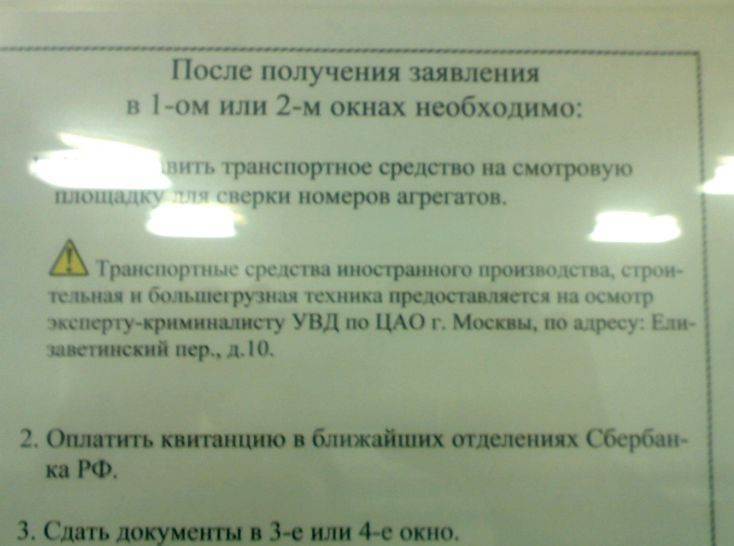 После получения заявления
в 1-ом или 2-м окнах необходимо:
транспортное средство на смотровую
площадку для сверки номеров агрегатов.
Транспортные средства иностранного производства, строи-
тельная и большегрузная техника предоставляется на осмотр
эксперту-криминалисту УВД по ЦАО г. Москвы, по адресу: Ели-
заветинский пер., д.10.
2. Оплатить квитанцию в ближайших отделениях Сбербан-
ка РФ.
3. Сдать документы в 3-е или 4-е окно.